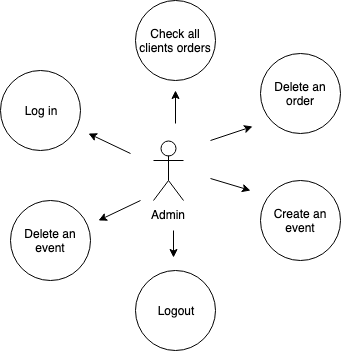 Check all
clients orders
Delete an
order
Log in
Admin
Create an
event
Delete an
event
Logout